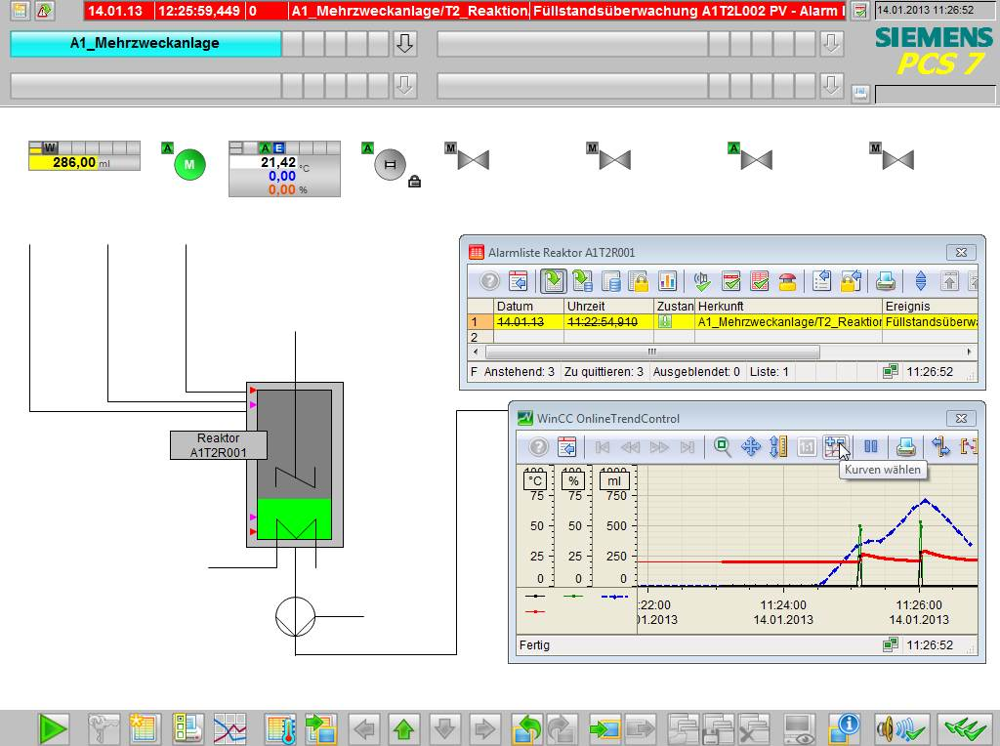 14.01.13 12:25:59,449 0 A1_Mehrzweckanlage/T2_Reaktion Füllstandsüberwachung A1T2L002 PV - Alarm
14.01.2013 11:26:52
A1_Mehrzweckanlage
SIEMENS
PCS 7
W
286,00 ml
A
M
A E
21,42 °C
0,00
0,00 %
A
M
M
A
M
Alarmliste Reaktor A1T2R001
Datum Uhrzeit Zustan Herkunft Ereignis
1 14.01.13 11:22:54,910 A1_Mehrzweckanlage/T2_Reaktion Füllstandsüberwa
2
F Anstehend: 3 Zu quittieren: 3 Ausgeblendet: 0 Liste: 1 11:26:52
Reaktor
A1T2R001
WinCC OnlineTrendControl
1:1
Kurven wählen
100 100 1000
°C % ml
75 75 750
50 50 500
25 25 250
0 0 0
:22:00 11:24:00 11:26:00
01.2013 14.01.2013 14.01.2013
Fertig 11:26:52